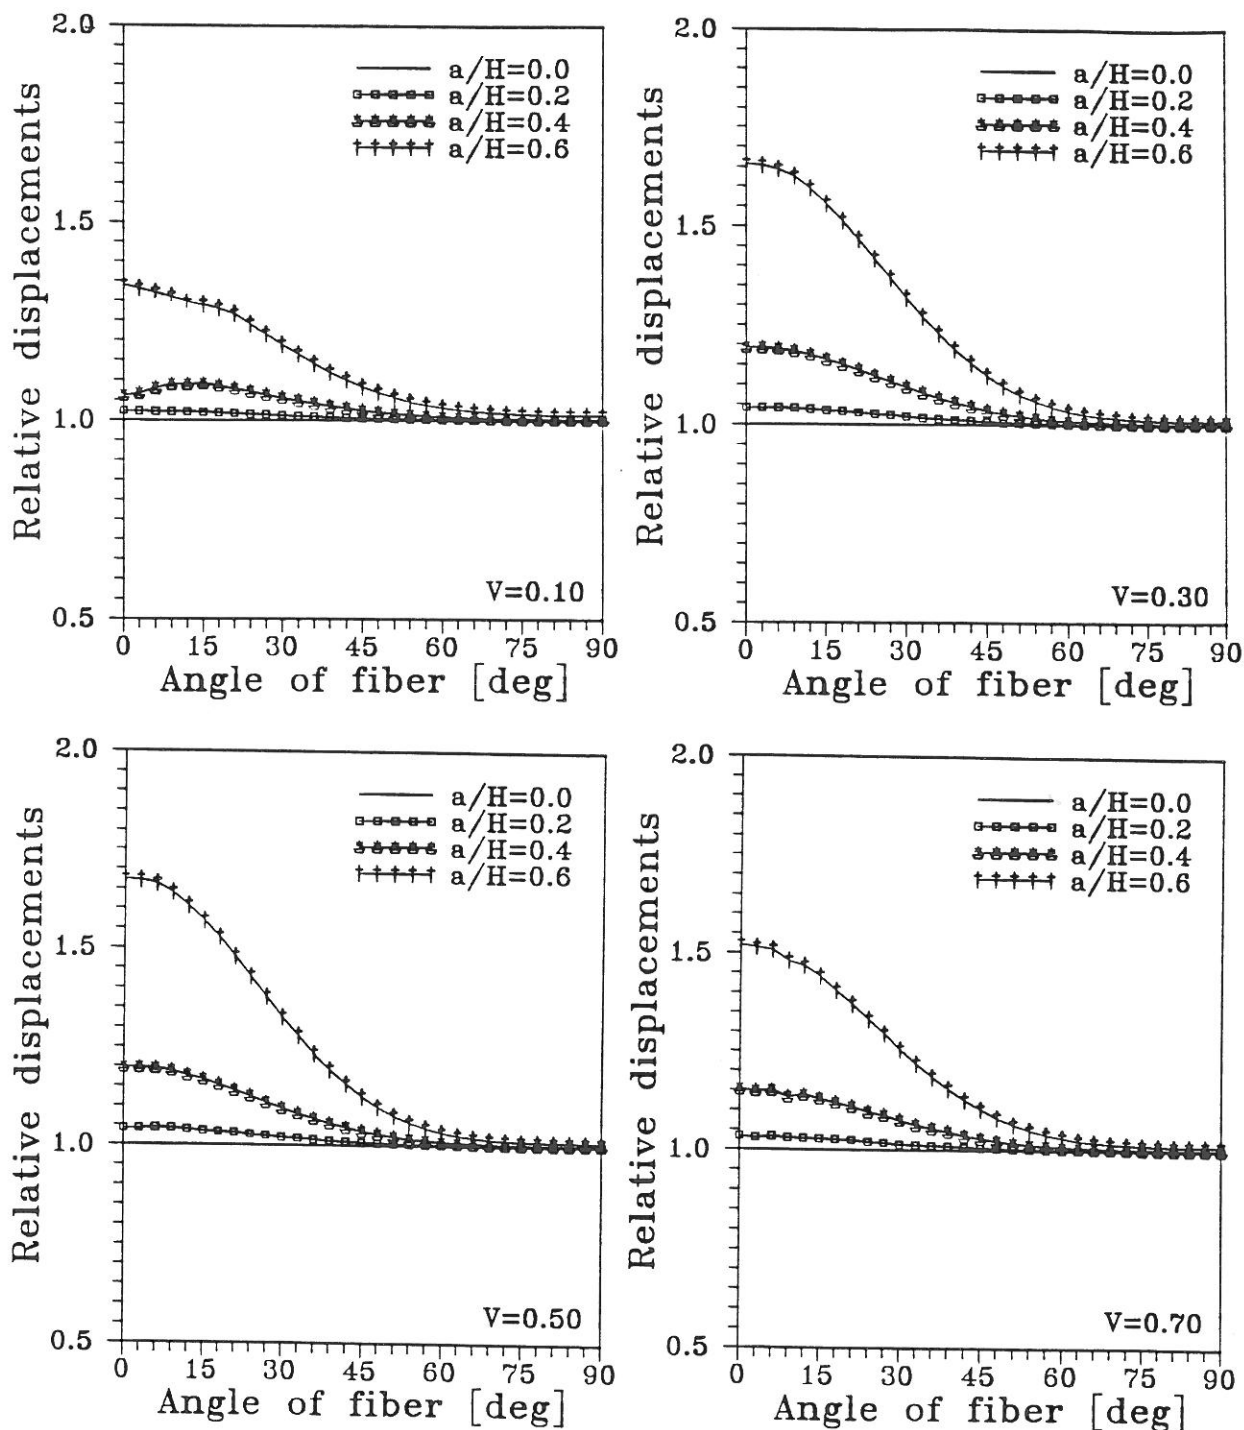 2.0
1.5
1.0
0.5
Relative displacements
a/H=0.0
a/H=0.2
a/H=0.4
a/H=0.6
V=0.10
0 15 30 45 60 75 90
Angle of fiber [deg]
2.0
1.5
1.0
0.5
Relative displacements
a/H=0.0
a/H=0.2
a/H=0.4
a/H=0.6
V=0.30
0 15 30 45 60 75 90
Angle of fiber [deg]
2.0
1.5
1.0
0.5
Relative displacements
a/H=0.0
a/H=0.2
a/H=0.4
a/H=0.6
V=0.50
0 15 30 45 60 75 90
Angle of fiber [deg]
2.0
1.5
1.0
0.5
Relative displacements
a/H=0.0
a/H=0.2
a/H=0.4
a/H=0.6
V=0.70
0 15 30 45 60 75 90
Angle of fiber [deg]